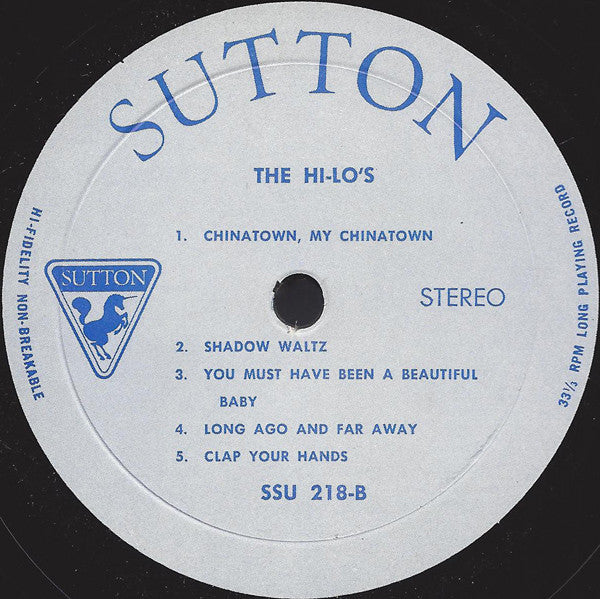 SUTTON
THE HI-LO'S
1. CHINATOWN, MY CHINATOWN
SUTTON
STEREO
2. SHADOW WALTZ
3. YOU MUST HAVE BEEN A BEAUTIFUL
BABY
4. LONG AGO AND FAR AWAY
5. CLAP YOUR HANDS
SSU 218-B
HI-FIDELITY NON-BREAKABLE
33⅓ RPM LONG PLAYING RECORD